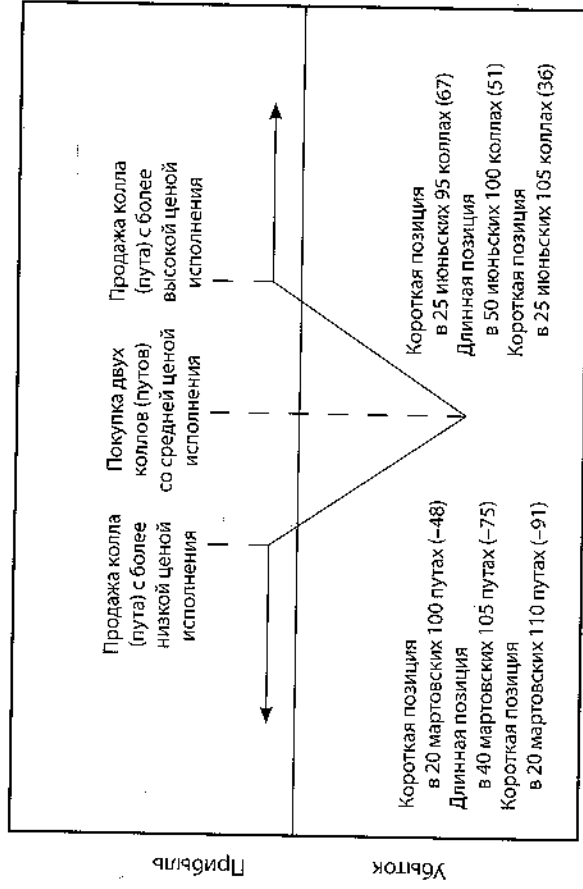 Прибыль
Убыток
Продажа колла
(пута) с более
низкой ценой
исполнения
Покупка двух
коллов (путов)
со средней ценой
исполнения
Продажа колла
(пута) с более
высокой ценой
исполнения
Короткая позиция
в 20 мартовских 100 путах (–48)
Длинная позиция
в 40 мартовских 105 путах (–75)
Короткая позиция
в 20 мартовских 110 путах (–91)
Короткая позиция
в 25 июньских 95 коллах (67)
Длинная позиция
в 50 июньских 100 коллах (51)
Короткая позиция
в 25 июньских 105 коллах (36)